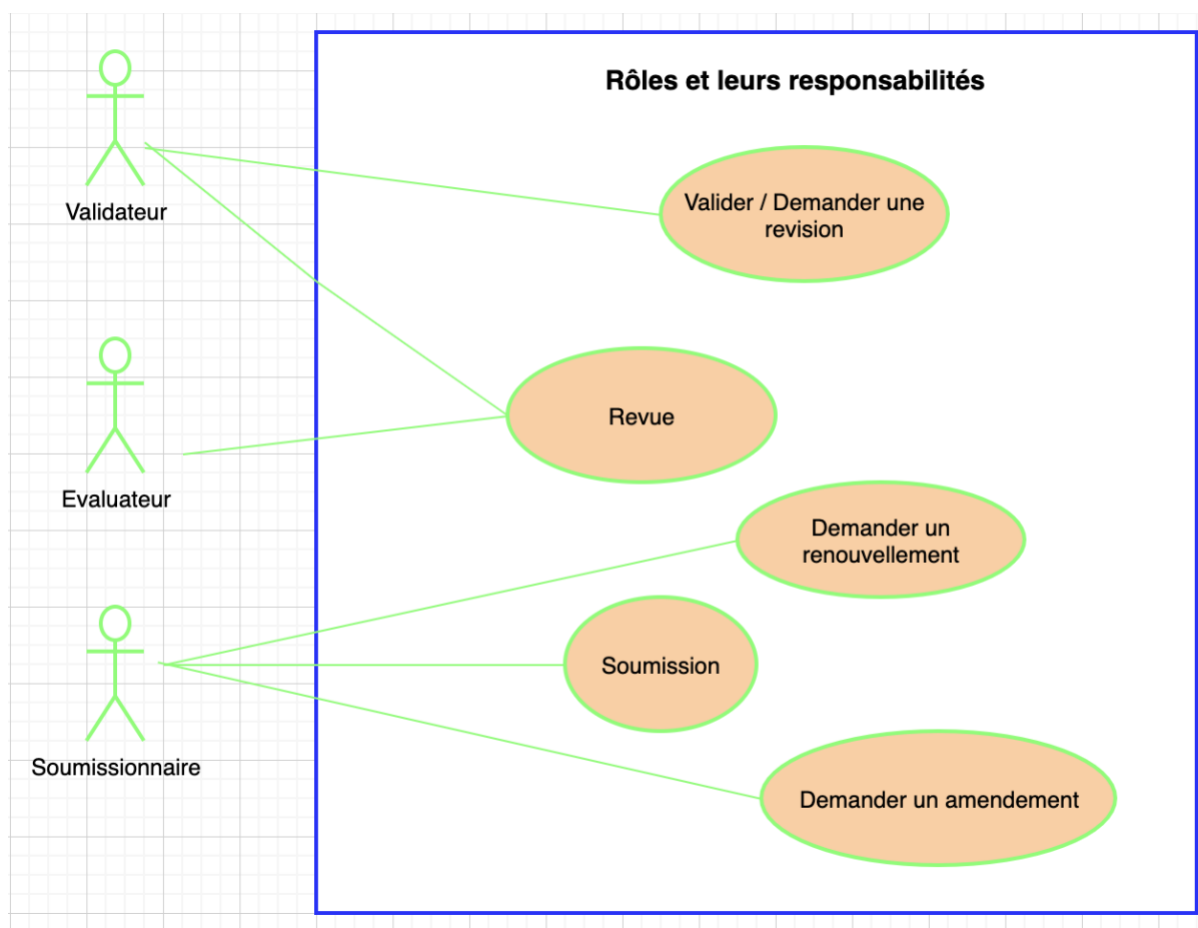 Rôles et leurs responsabilités
Validateur
Valider / Demander une
revision
Revue
Evaluateur
Demander un
renouvellement
Soumission
Soumissionnaire
Demander un amendement